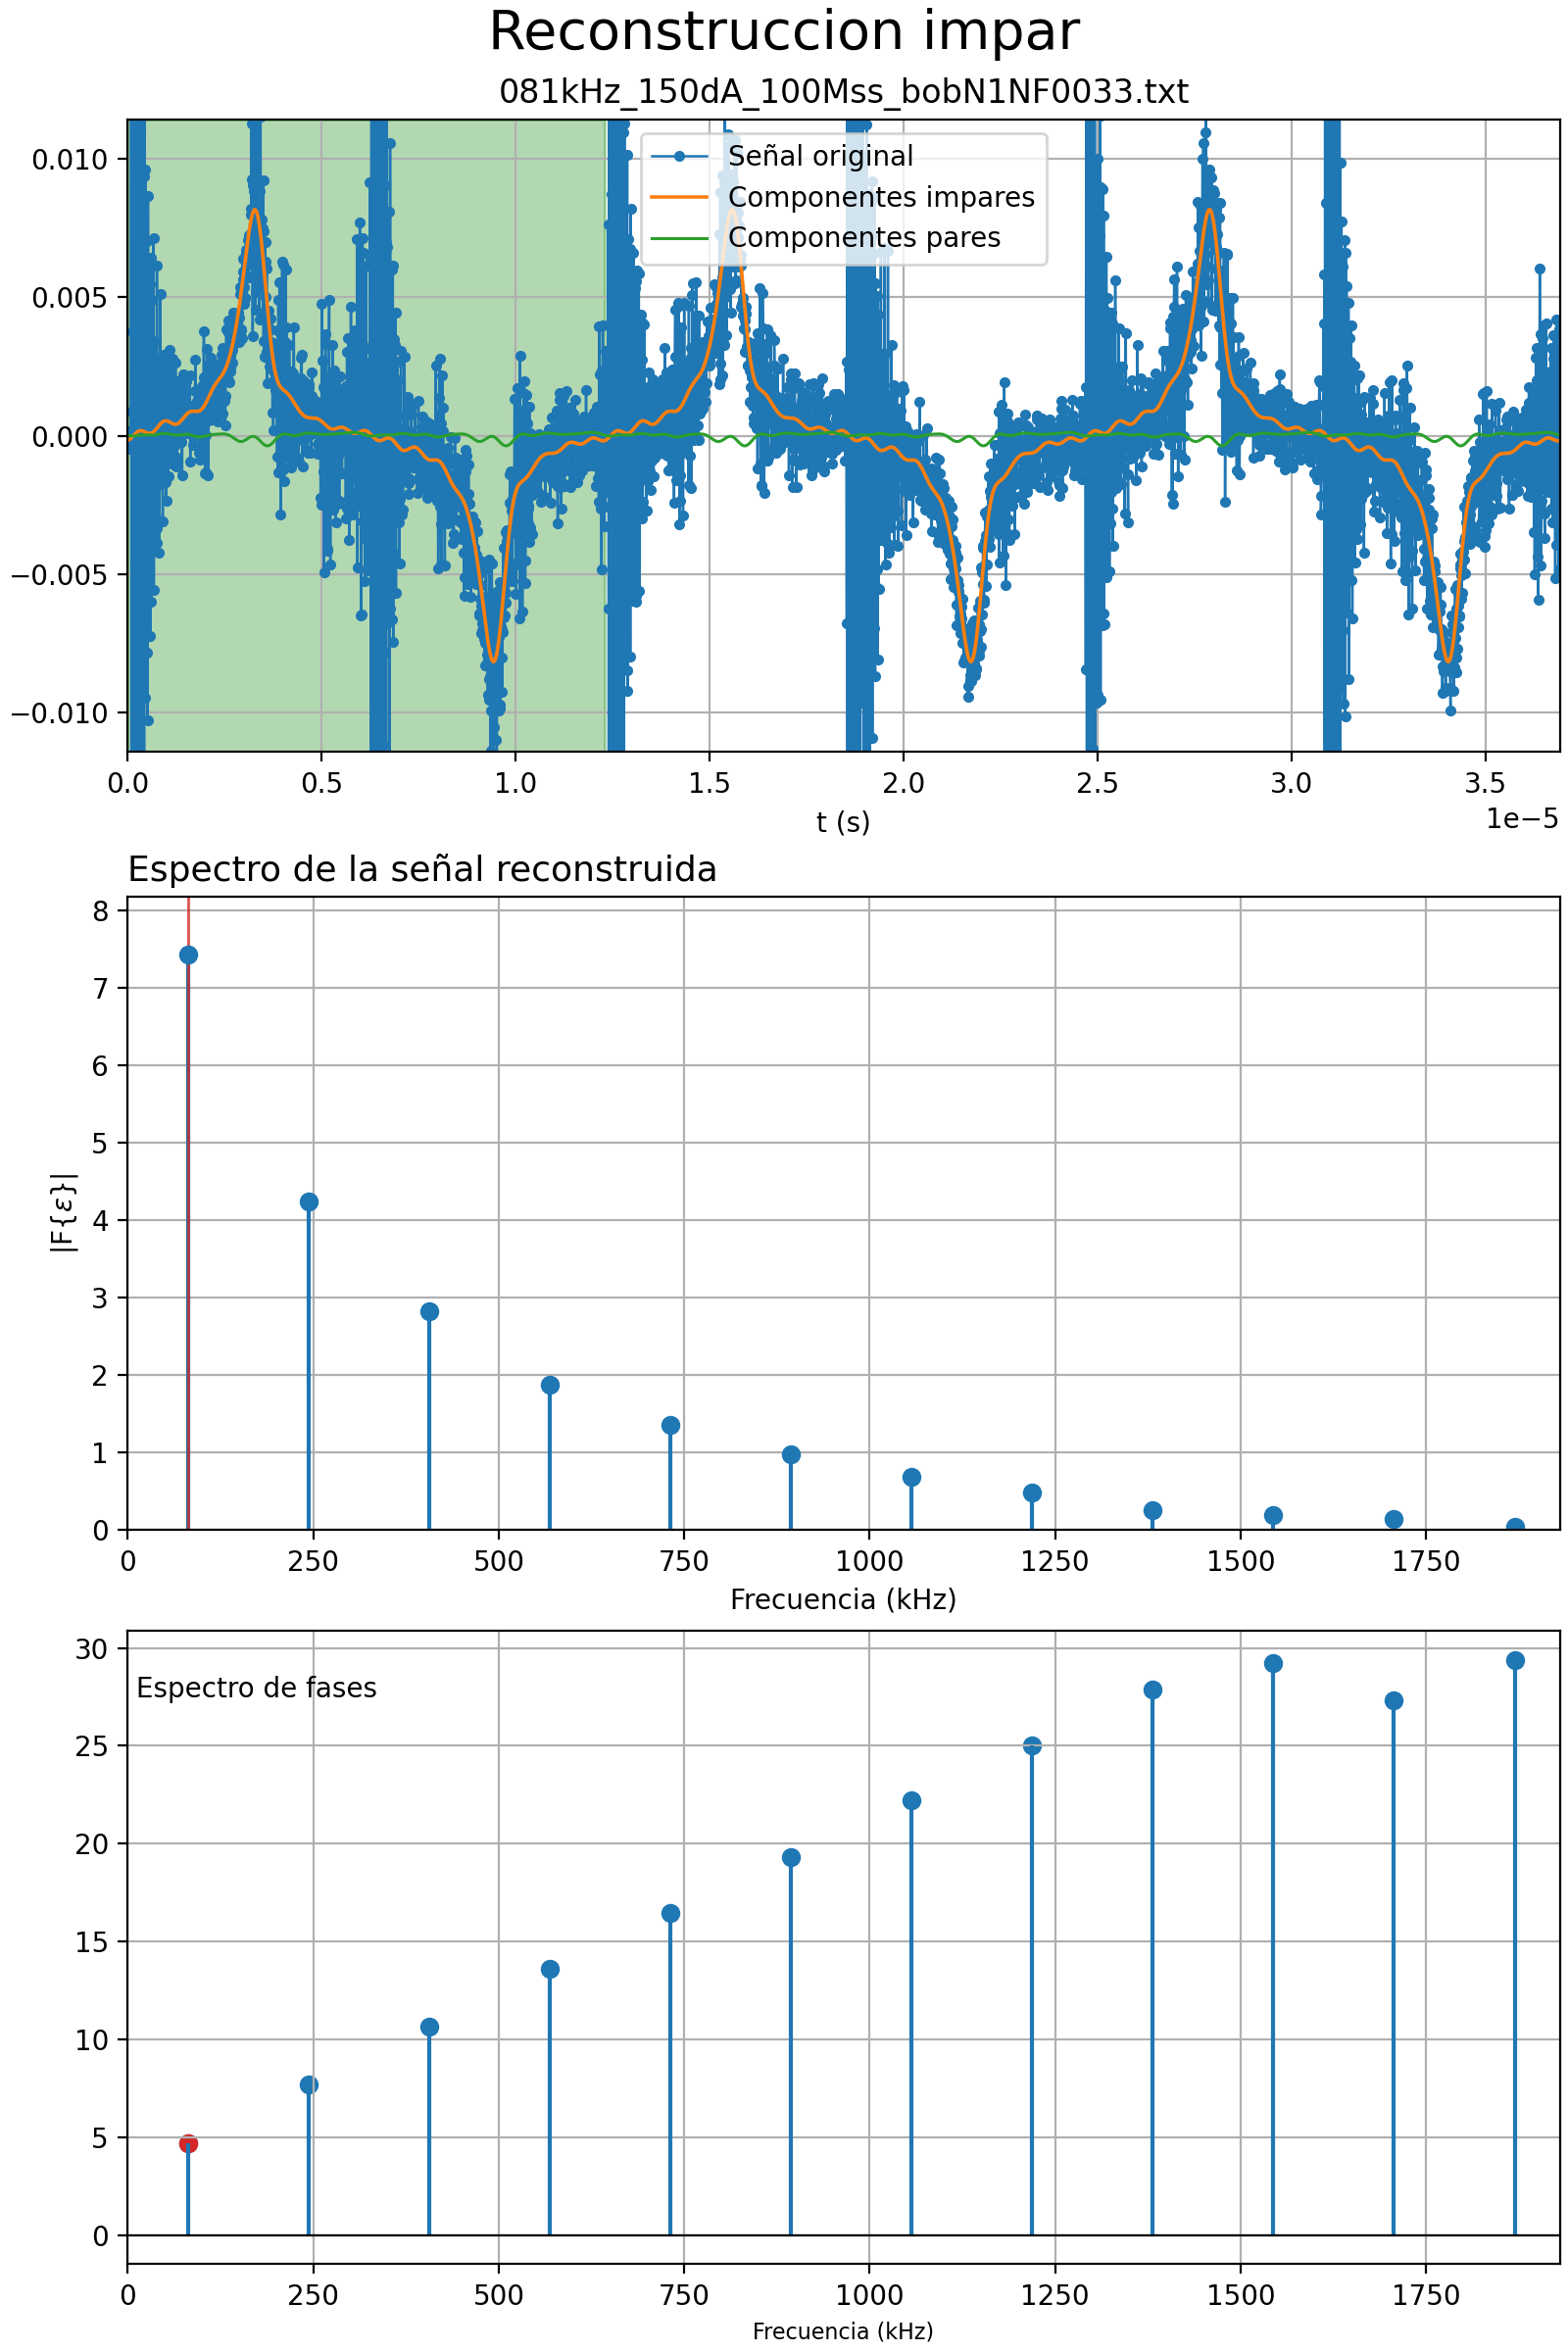 Reconstruccion impar
081kHz_150dA_100Mss_bobN1NF0033.txt
0.010
0.005
0.000
−0.005
−0.010
Señal original
Componentes impares
Componentes pares
0.0 0.5 1.0 1.5 2.0 2.5 3.0 3.5
1e−5
t (s)
Espectro de la señal reconstruida
8
7
6
5
4
3
2
1
0
|F{ε}|
0 250 500 750 1000 1250 1500 1750
Frecuencia (kHz)
30
25
20
15
10
5
0
Espectro de fases
0 250 500 750 1000 1250 1500 1750
Frecuencia (kHz)